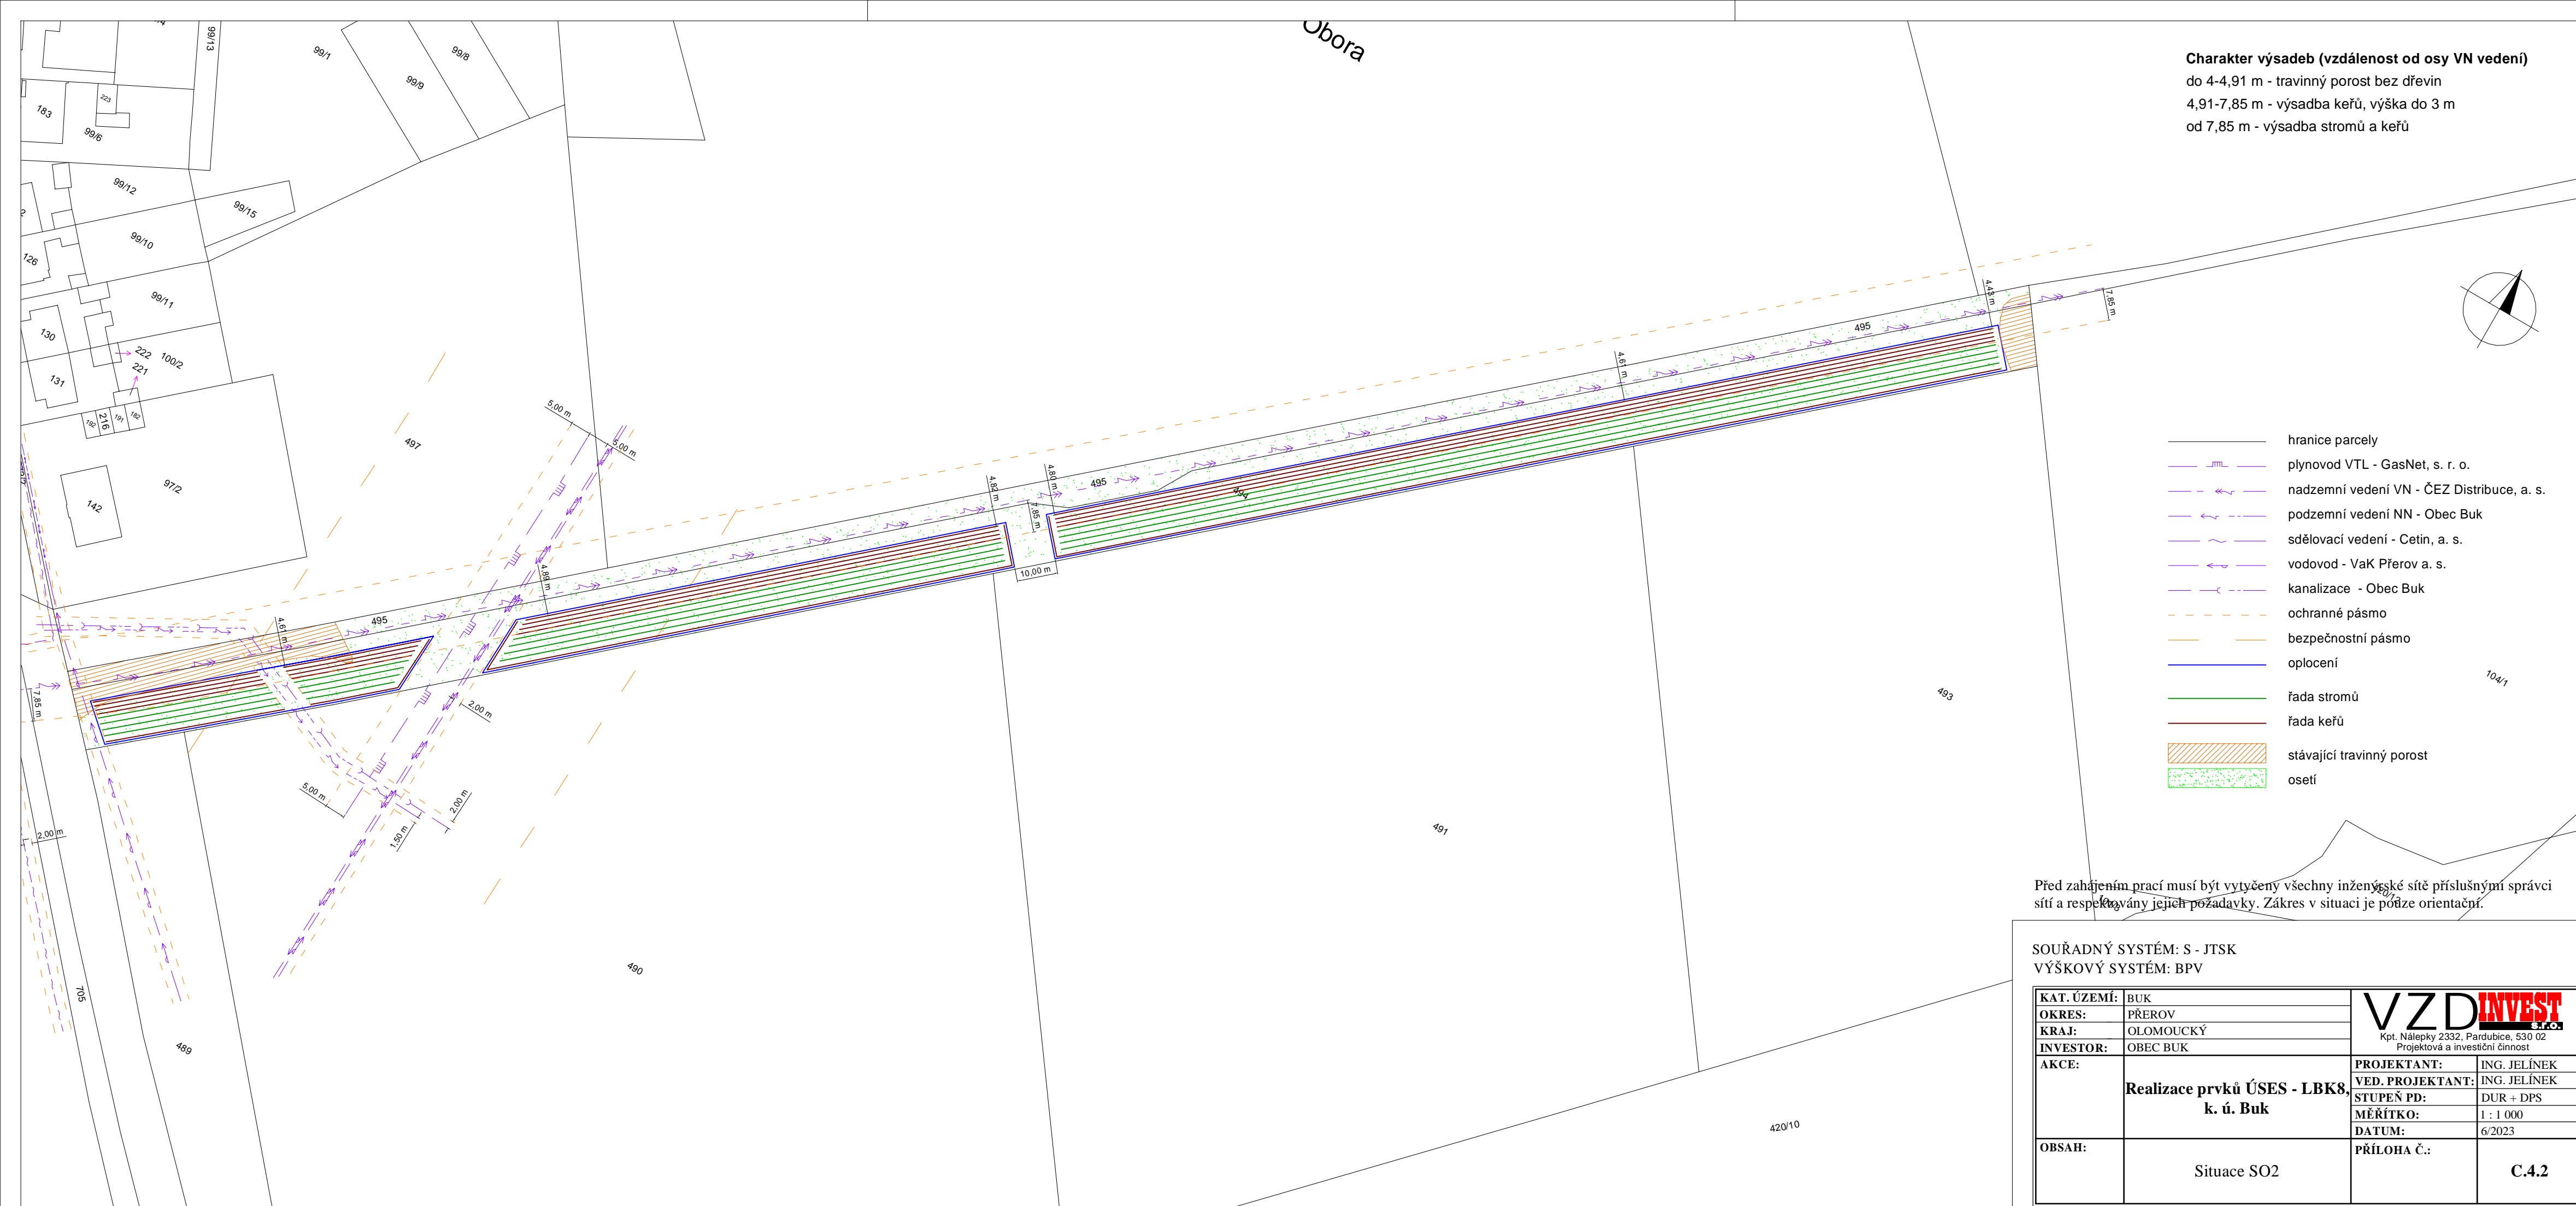 Obora
Charakter výsadeb (vzdálenost od osy VN vedení)
do 4-4,91 m - travinný porost bez dřevin
4,91-7,85 m - výsadba keřů, výška do 3 m
od 7,85 m - výsadba stromů a keřů
99/13
99/1
99/8
99/9
183
223
99/6
99/12
99/15
99/10
126
99/11
130
222
100/2
221
131
192
216
191
182
497
97/2
142
5,00 m
5,00 m
4,43 m
7,85 m
495
4,61 m
4,80 m
4,82 m
495
494
7,85 m
10,00 m
4,89 m
495
4,61 m
7,85 m
2,00 m
5,00 m
2,00 m
1,50 m
2,00 m
493
104/1
491
490
705
489
420/10
hranice parcely
plynovod VTL - GasNet, s. r. o.
nadzemní vedení VN - ČEZ Distribuce, a. s.
podzemní vedení NN - Obec Buk
sdělovací vedení - Cetin, a. s.
vodovod - VaK Přerov a. s.
kanalizace - Obec Buk
ochranné pásmo
bezpečnostní pásmo
oplocení
řada stromů
řada keřů
stávající travinný porost
osetí
Před zahájením prací musí být vytyčeny všechny inženýrské sítě příslušnými správci
sítí a respektovány jejich požadavky. Zákres v situaci je pouze orientační.
SOUŘADNÝ SYSTÉM: S - JTSK
VÝŠKOVÝ SYSTÉM: BPV
KAT. ÚZEMÍ: BUK
OKRES: PŘEROV
KRAJ: OLOMOUCKÝ
INVESTOR: OBEC BUK
VZD INVEST s.r.o.
Kpt. Nálepky 2332, Pardubice, 530 02
Projektová a investiční činnost
AKCE:
Realizace prvků ÚSES - LBK8,
k. ú. Buk
PROJEKTANT: ING. JELÍNEK
VED. PROJEKTANT: ING. JELÍNEK
STUPEŇ PD: DUR + DPS
MĚŘÍTKO: 1 : 1 000
DATUM: 6/2023
OBSAH:
Situace SO2
PŘÍLOHA Č.:
C.4.2